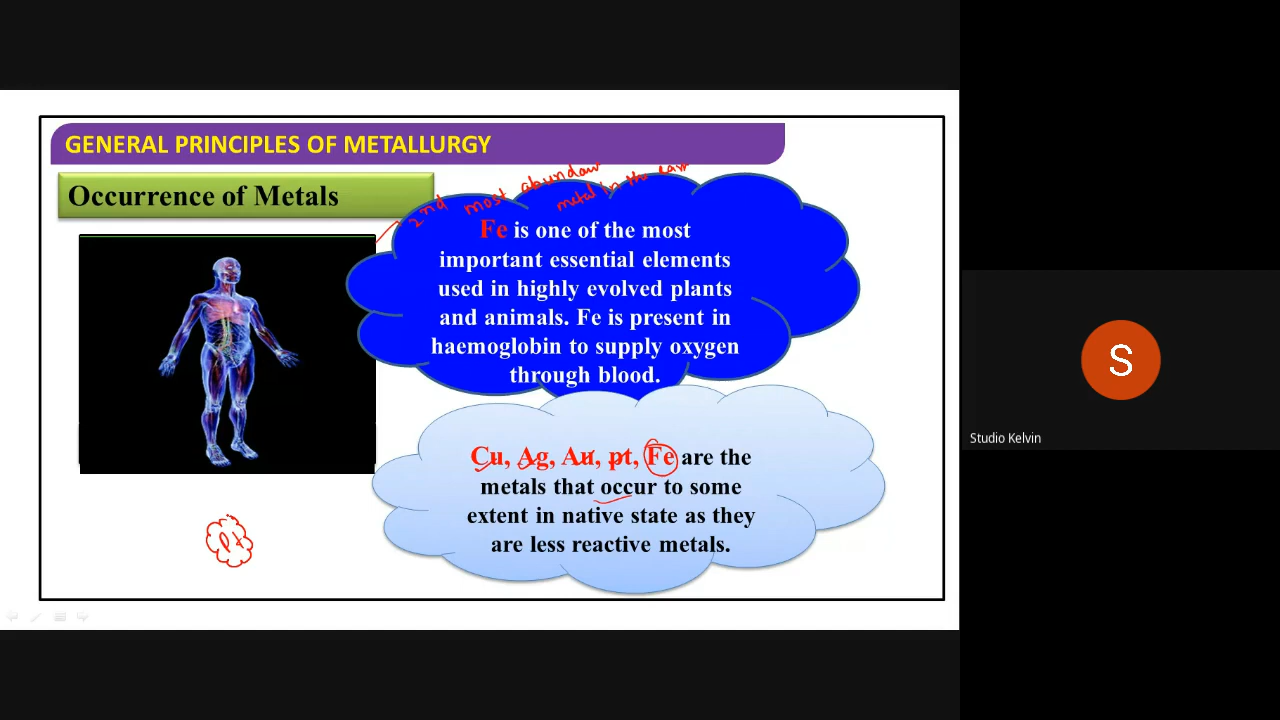 GENERAL PRINCIPLES OF METALLURGY
Occurrence of Metals
2nd most abundant
metal in the
Fe is one of the most
important essential elements
used in highly evolved plants
and animals. Fe is present in
haemoglobin to supply oxygen
through blood.
Cu, Ag, Au, pt, Fe are the
metals that occur to some
extent in native state as they
are less reactive metals.
Pt
S
Studio Kelvin